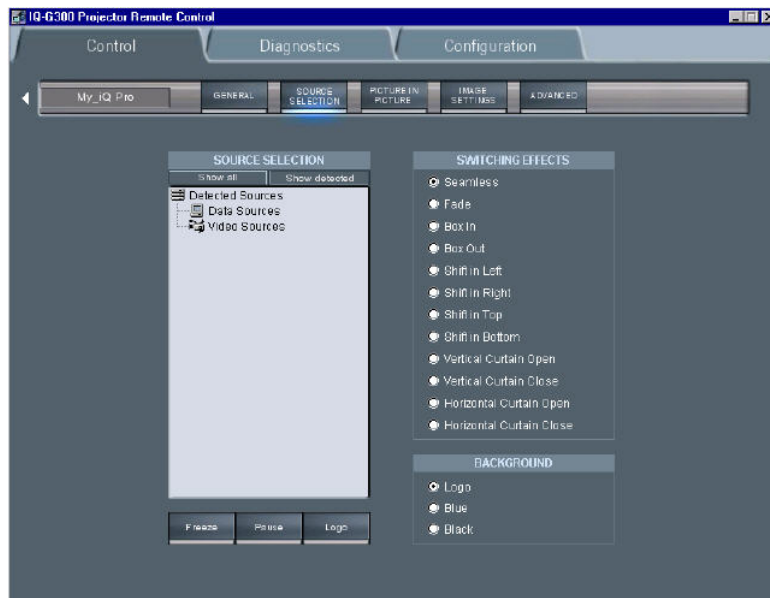 IQ-G300 Projector Remote Control
Control
Diagnostics
Configuration
My_iQ Pro
GENERAL
SOURCE
SELECTION
PICTURE IN
PICTURE
IMAGE
SETTINGS
ADVANCED
SOURCE SELECTION
Show all
Show detected
Detected Sources
Data Sources
Video Sources
Freeze
Pause
Logo
SWITCHING EFFECTS
Seamless
Fade
Box In
Box Out
Shift in Left
Shift in Right
Shift in Top
Shift in Bottom
Vertical Curtain Open
Vertical Curtain Close
Horizontal Curtain Open
Horizontal Curtain Close
BACKGROUND
Logo
Blue
Black